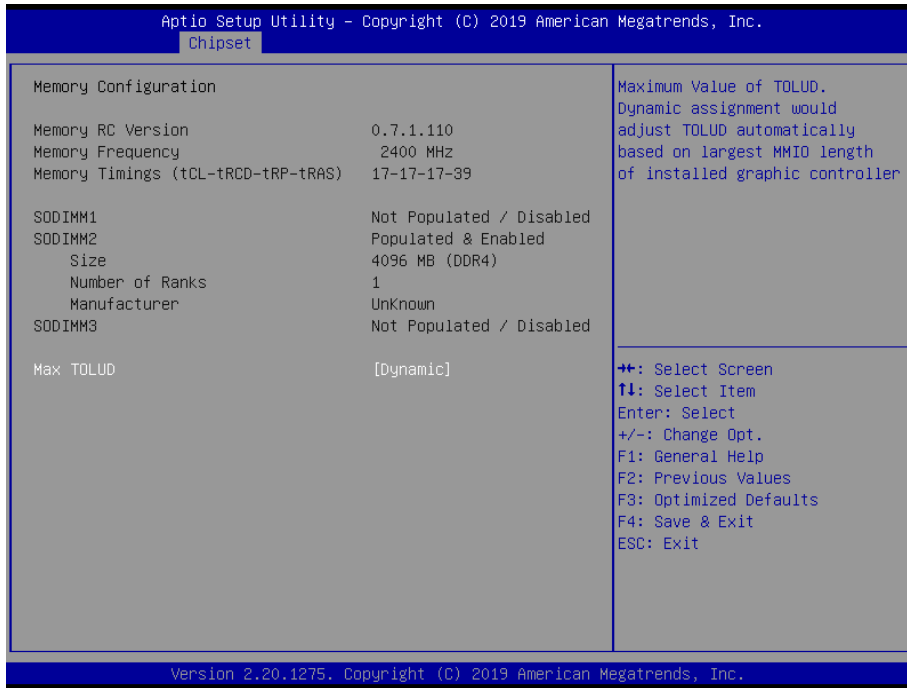 Aptio Setup Utility – Copyright (C) 2019 American Megatrends, Inc.
Chipset
Memory Configuration
Memory RC Version 0.7.1.110
Memory Frequency 2400 MHz
Memory Timings (tCL-tRCD-tRP-tRAS) 17-17-17-39
SODIMM1 Not Populated / Disabled
SODIMM2 Populated & Enabled
Size 4096 MB (DDR4)
Number of Ranks 1
Manufacturer UnKnown
SODIMM3 Not Populated / Disabled
Max TOLUD [Dynamic]
Maximum Value of TOLUD.
Dynamic assignment would
adjust TOLUD automatically
based on largest MMIO length
of installed graphic controller
→←: Select Screen
↑↓: Select Item
Enter: Select
+/-: Change Opt.
F1: General Help
F2: Previous Values
F3: Optimized Defaults
F4: Save & Exit
ESC: Exit
Version 2.20.1275. Copyright (C) 2019 American Megatrends, Inc.